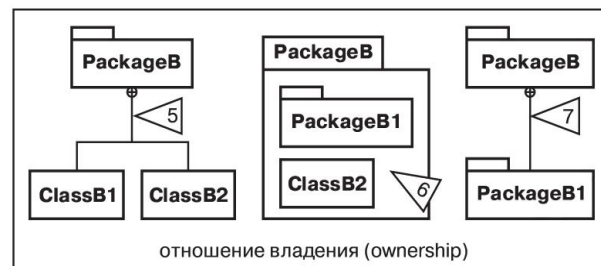 PackageB
5
ClassB1
ClassB2
PackageB
PackageB1
ClassB2
6
PackageB
7
PackageB1
отношение владения (ownership)